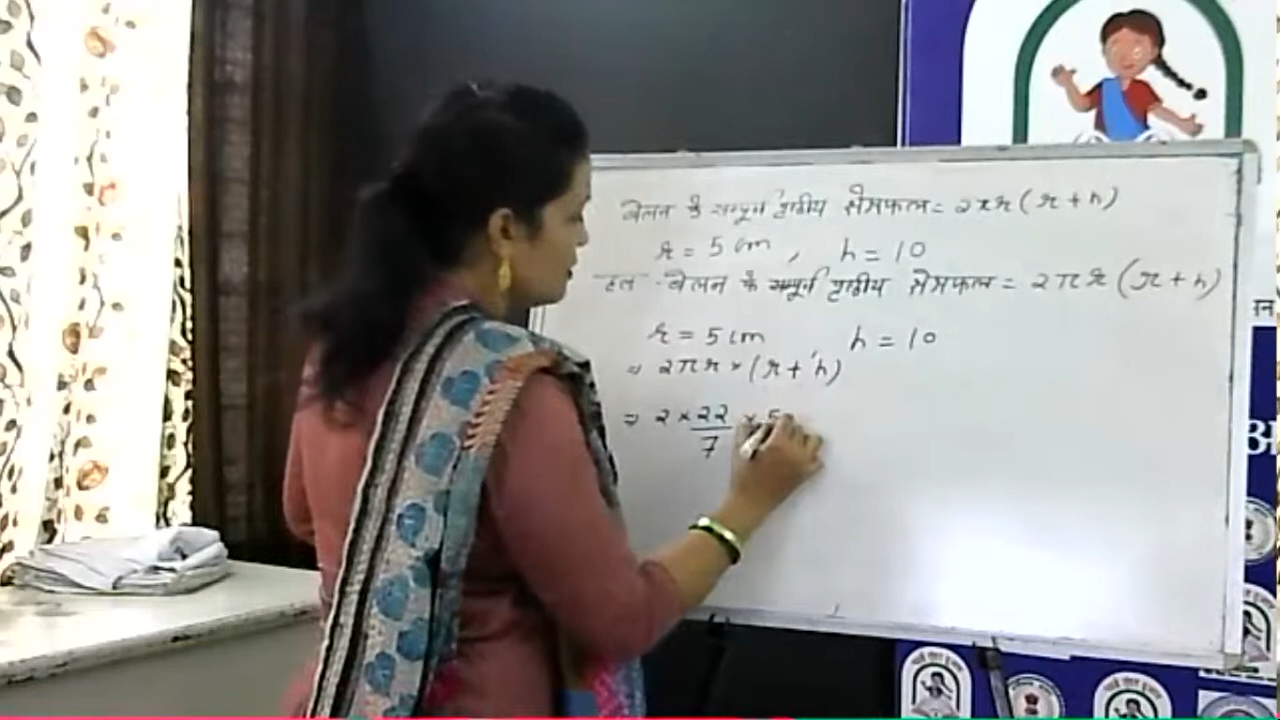 बेलन के सम्पूर्ण पृष्ठीय क्षेत्रफल = 2πr (r + h)
r = 5 cm , h = 10
हल - बेलन के सम्पूर्ण पृष्ठीय क्षेत्रफल = 2πr (r + h)
r = 5 cm , h = 10
⇒ 2πr × (r + h)
⇒ 2 × 22/7 × 5